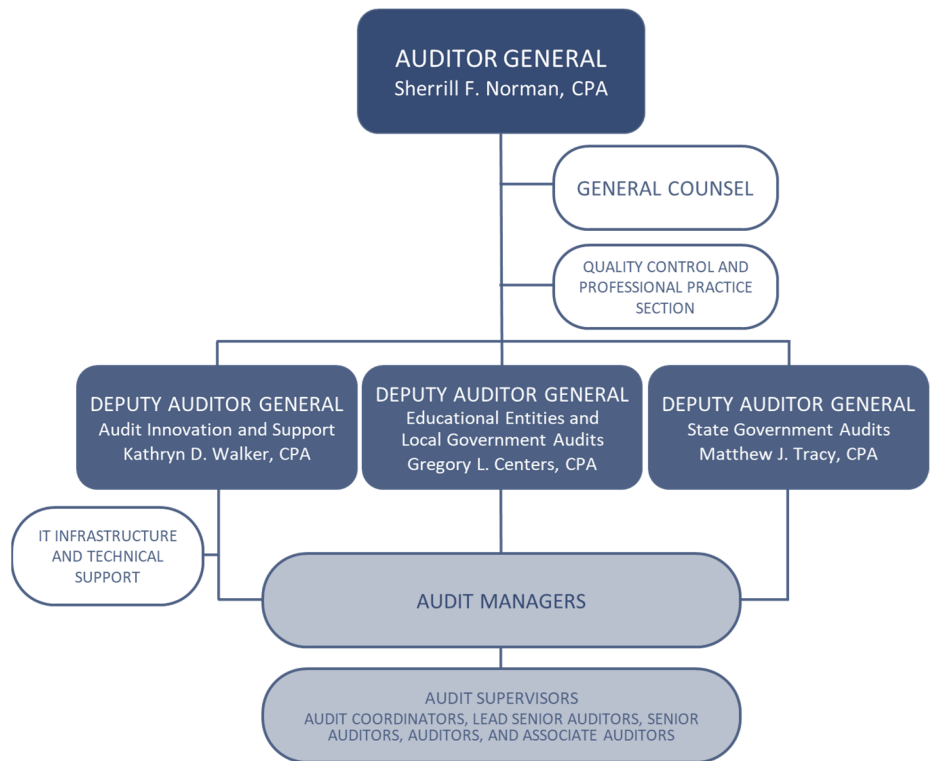 AUDITOR GENERAL
Sherrill F. Norman, CPA
GENERAL COUNSEL
QUALITY CONTROL AND
PROFESSIONAL PRACTICE
SECTION
DEPUTY AUDITOR GENERAL
Audit Innovation and Support
Kathryn D. Walker, CPA
DEPUTY AUDITOR GENERAL
Educational Entities and
Local Government Audits
Gregory L. Centers, CPA
DEPUTY AUDITOR GENERAL
State Government Audits
Matthew J. Tracy, CPA
IT INFRASTRUCTURE
AND TECHNICAL
SUPPORT
AUDIT MANAGERS
AUDIT SUPERVISORS
AUDIT COORDINATORS, LEAD SENIOR AUDITORS, SENIOR
AUDITORS, AUDITORS, AND ASSOCIATE AUDITORS